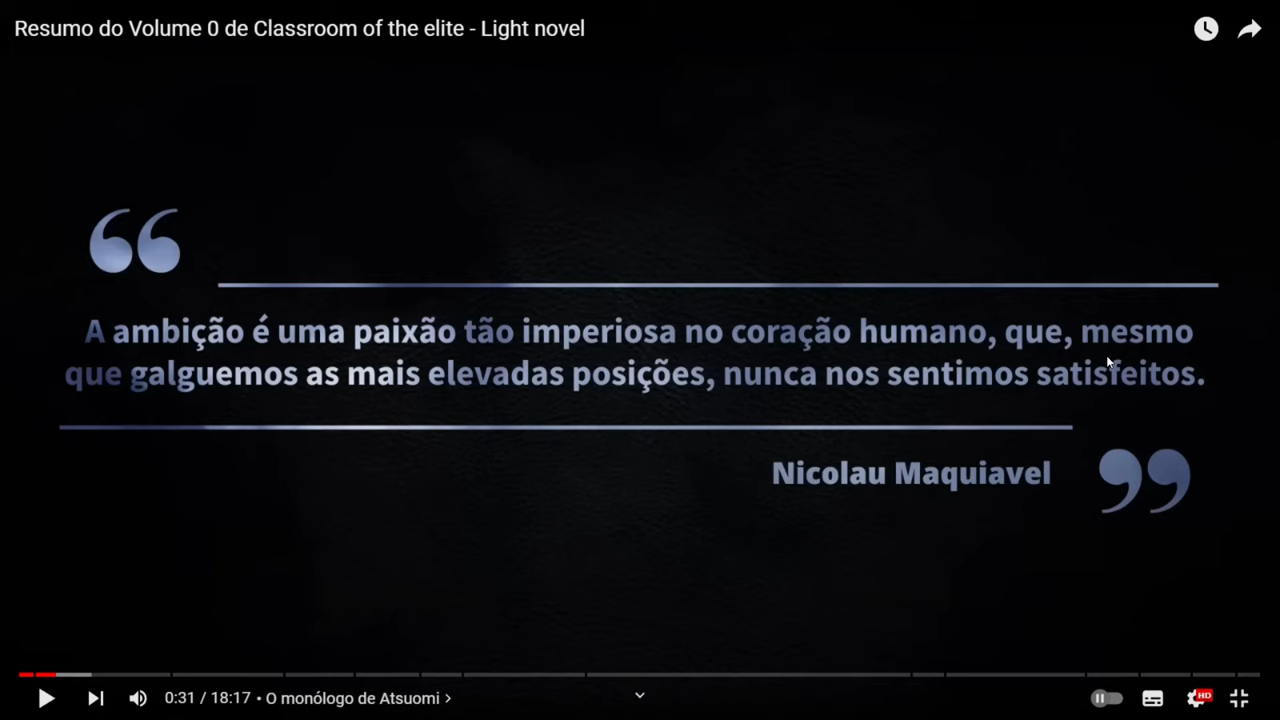 Resumo do Volume 0 de Classroom of the elite - Light novel
A ambição é uma paixão tão imperiosa no coração humano, que, mesmo
que galguemos as mais elevadas posições, nunca nos sentimos satisfeitos.
Nicolau Maquiavel
0:31 / 18:17 • O monólogo de Atsuomi
HD